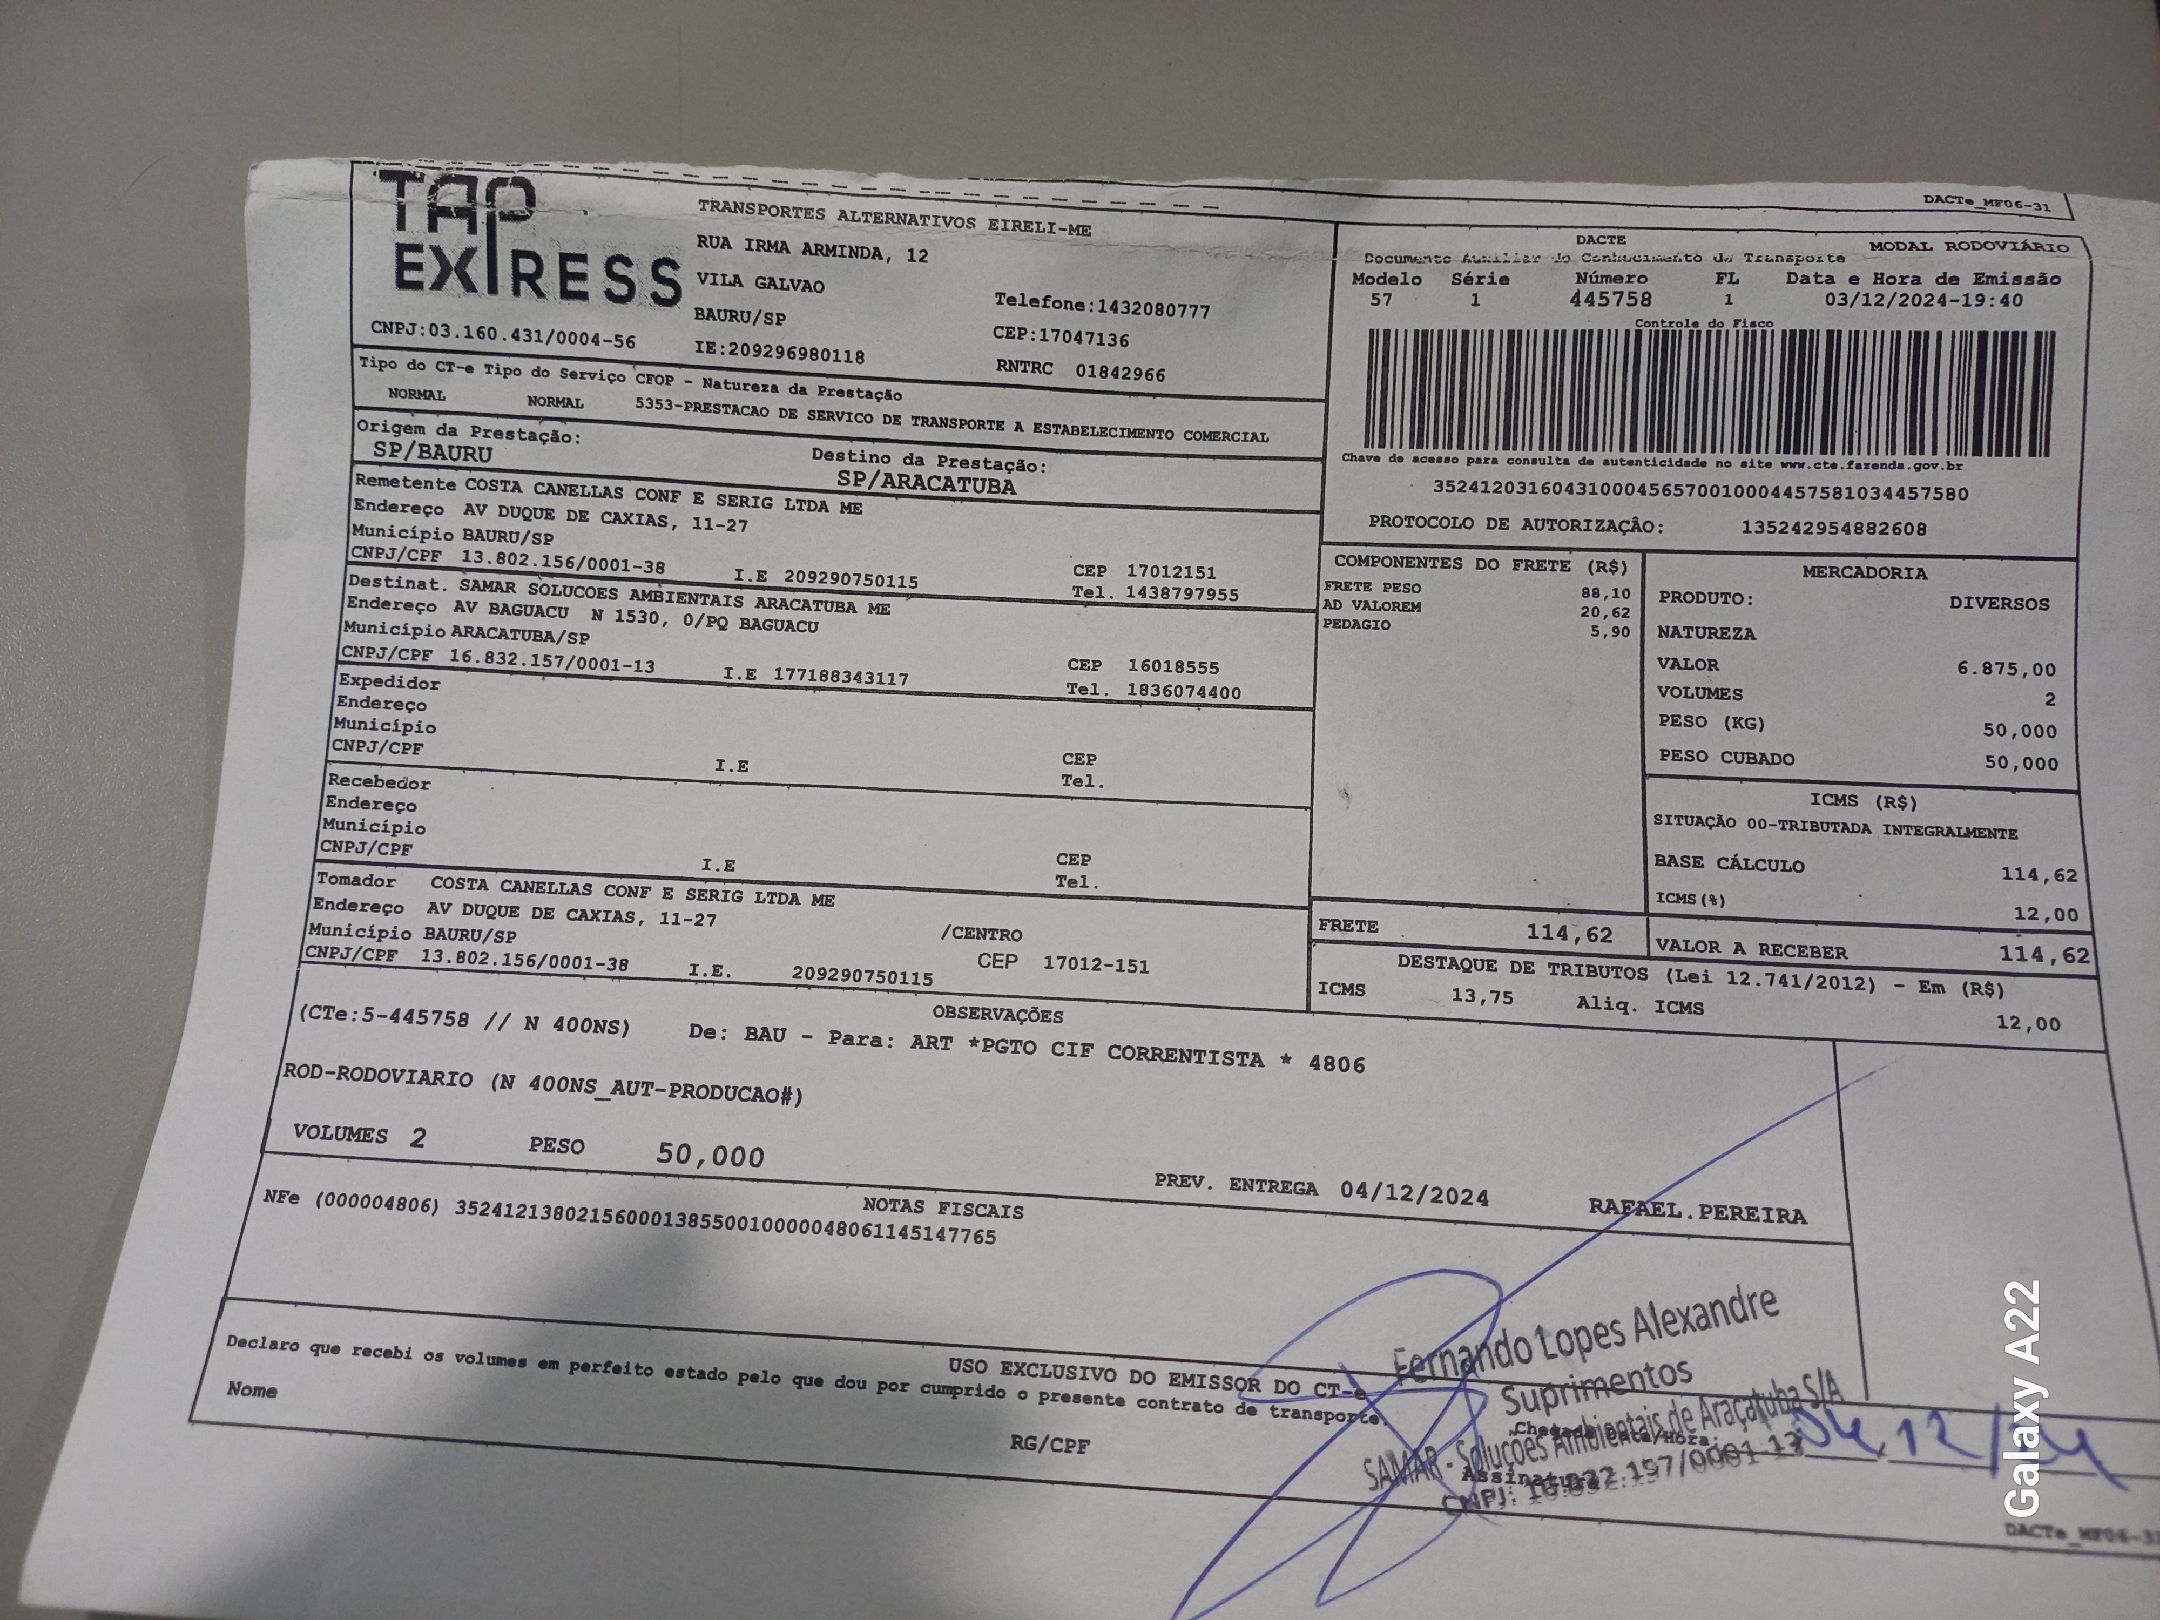 DACTe_MF06-31
TAP
EXPRESS
TRANSPORTES ALTERNATIVOS EIRELI-ME
RUA IRMA ARMINDA, 12
VILA GALVAO
BAURU/SP
IE:209296980118
Telefone:1432080777
CEP:17047136
RNTRC 01842966
CNPJ:03.160.431/0004-56
DACTE
MODAL RODOVIÁRIO
Documento Auxiliar do Conhecimento de Transporte
Modelo Série Número FL Data e Hora de Emissão
57 1 445758 1 03/12/2024-19:40
Controle do Fisco
Chave de acesso para consulta de autenticidade no site www.cte.fazenda.gov.br
35241203160431000456570010004457581034457580
PROTOCOLO DE AUTORIZAÇÃO: 135242954882608
Tipo do CT-e Tipo do Serviço CFOP - Natureza da Prestação
NORMAL NORMAL 5353-PRESTACAO DE SERVICO DE TRANSPORTE A ESTABELECIMENTO COMERCIAL
Origem da Prestação: Destino da Prestação:
SP/BAURU SP/ARACATUBA
Remetente COSTA CANELLAS CONF E SERIG LTDA ME
Endereço AV DUQUE DE CAXIAS, 11-27
Município BAURU/SP CEP 17012151
CNPJ/CPF 13.802.156/0001-38 I.E 209290750115 Tel. 1438797955
Destinat. SAMAR SOLUCOES AMBIENTAIS ARACATUBA ME
Endereço AV BAGUACU N 1530, 0/PQ BAGUACU
Município ARACATUBA/SP CEP 16018555
CNPJ/CPF 16.832.157/0001-13 I.E 177188343117 Tel. 1836074400
Expedidor
Endereço
Município CEP
CNPJ/CPF I.E Tel.
Recebedor
Endereço
Município CEP
CNPJ/CPF I.E Tel.
Tomador COSTA CANELLAS CONF E SERIG LTDA ME
Endereço AV DUQUE DE CAXIAS, 11-27 /CENTRO
Município BAURU/SP CEP 17012-151
CNPJ/CPF 13.802.156/0001-38 I.E. 209290750115
COMPONENTES DO FRETE (R$)
FRETE PESO 88,10
AD VALOREM 20,62
PEDAGIO 5,90
FRETE 114,62
MERCADORIA
PRODUTO: DIVERSOS
NATUREZA
VALOR 6.875,00
VOLUMES 2
PESO (KG) 50,000
PESO CUBADO 50,000
ICMS (R$)
SITUAÇÃO 00-TRIBUTADA INTEGRALMENTE
BASE CÁLCULO 114,62
ICMS(%) 12,00
VALOR A RECEBER 114,62
DESTAQUE DE TRIBUTOS (Lei 12.741/2012) - Em (R$)
ICMS 13,75 Aliq. ICMS 12,00
OBSERVAÇÕES
(CTe:5-445758 // N 400NS) De: BAU - Para: ART *PGTO CIF CORRENTISTA * 4806
ROD-RODOVIARIO (N 400NS_AUT-PRODUCAO#)
VOLUMES 2 PESO 50,000 PREV. ENTREGA 04/12/2024 RAFAEL.PEREIRA
NOTAS FISCAIS
NFe (000004806) 35241213802156000138550010000048061145147765
USO EXCLUSIVO DO EMISSOR DO CT-e
Declaro que recebi os volumes em perfeito estado pelo que dou por cumprido o presente contrato de transporte.
Nome RG/CPF
Chegada Data/Hora:
Assinatura
Fernando Lopes Alexandre
Suprimentos
SAMAR - Soluções Ambientais de Araçatuba S/A
CNPJ: 16.832.157/0001-13
04/12/24
DACTe_MF06-31
Galaxy A22